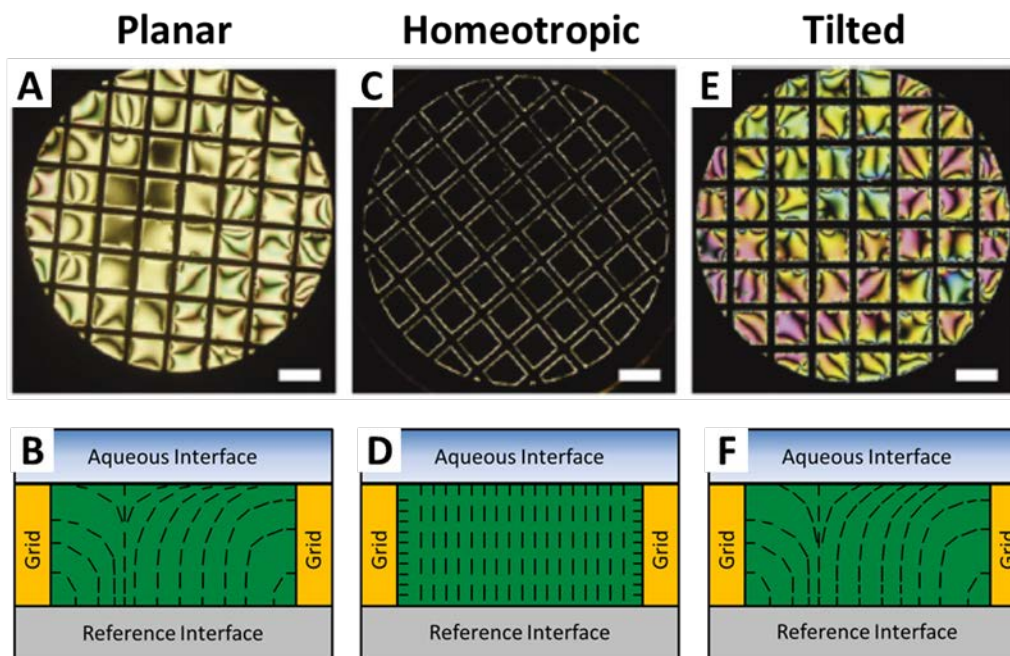 Planar Homeotropic Tilted
A C E
B D F
Aqueous Interface Aqueous Interface Aqueous Interface
Grid Grid Grid Grid Grid Grid
Reference Interface Reference Interface Reference Interface